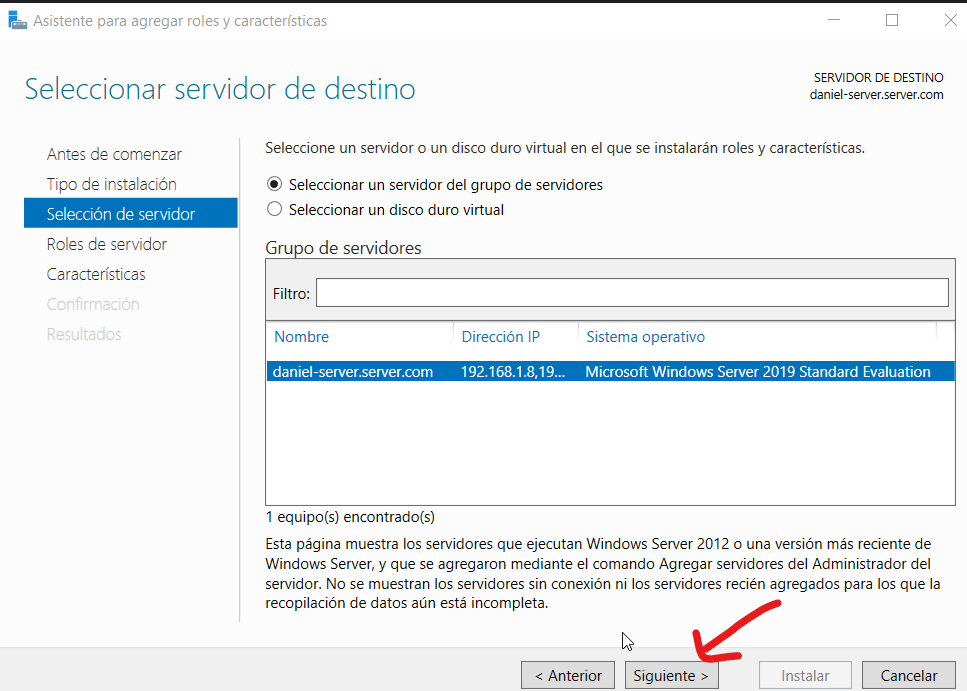 Asistente para agregar roles y características
Seleccionar servidor de destino
SERVIDOR DE DESTINO
daniel-server.server.com
Antes de comenzar
Tipo de instalación
Selección de servidor
Roles de servidor
Características
Confirmación
Resultados
Seleccione un servidor o un disco duro virtual en el que se instalarán roles y características.
Seleccionar un servidor del grupo de servidores
Seleccionar un disco duro virtual
Grupo de servidores
Filtro:
Nombre Dirección IP Sistema operativo
daniel-server.server.com 192.168.1.8,19... Microsoft Windows Server 2019 Standard Evaluation
1 equipo(s) encontrado(s)
Esta página muestra los servidores que ejecutan Windows Server 2012 o una versión más reciente de
Windows Server, y que se agregaron mediante el comando Agregar servidores del Administrador del
servidor. No se muestran los servidores sin conexión ni los servidores recién agregados para los que la
recopilación de datos aún está incompleta.
< Anterior Siguiente > Instalar Cancelar